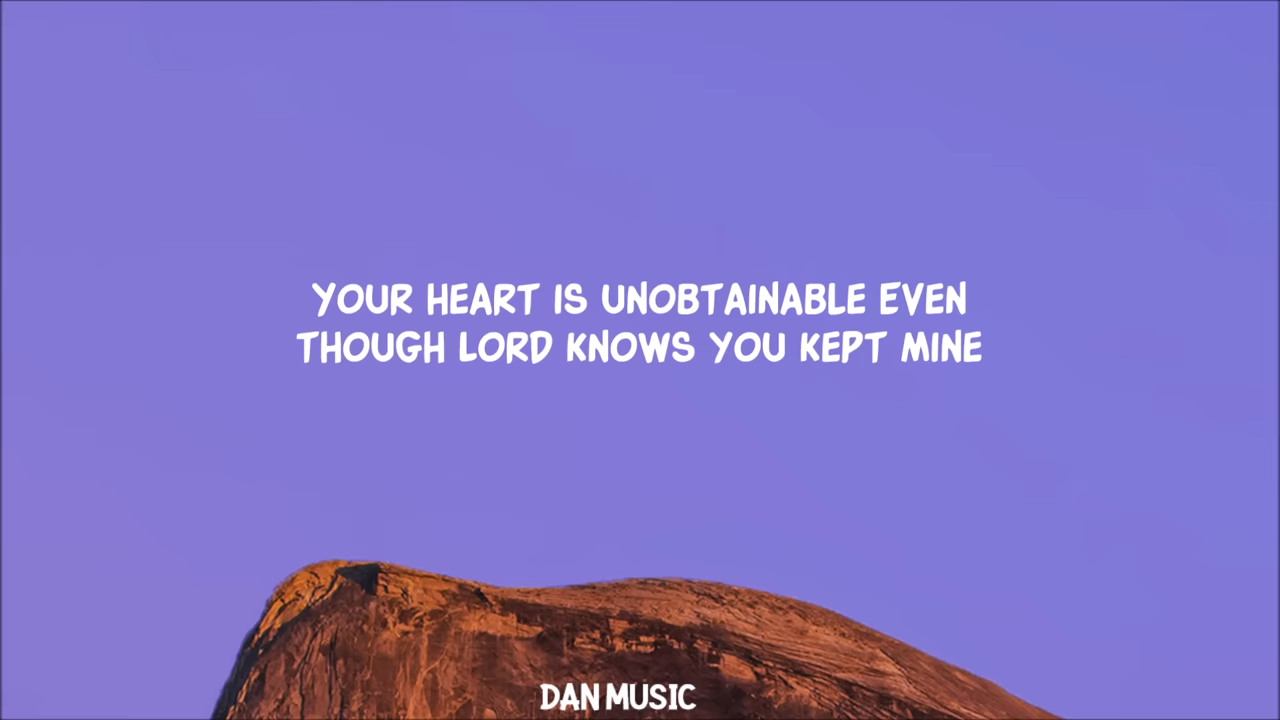 YOUR HEART IS UNOBTAINABLE EVEN
THOUGH LORD KNOWS YOU KEPT MINE
DAN MUSIC